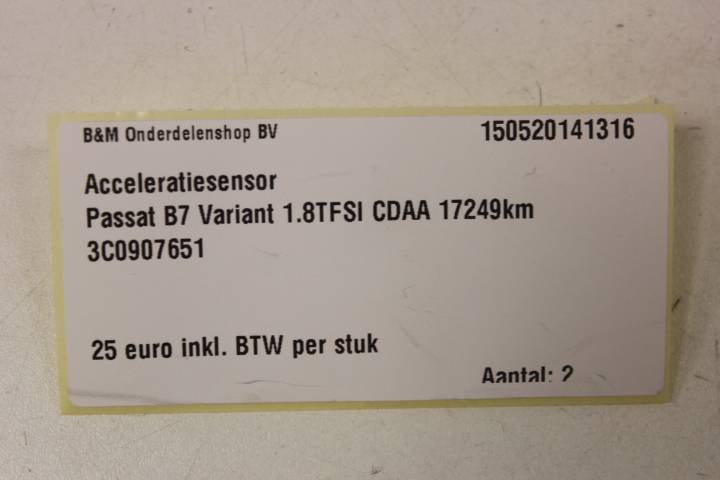 B&M Onderdelenshop BV
150520141316
Acceleratiesensor
Passat B7 Variant 1.8TFSI CDAA 17249km
3C0907651
25 euro inkl. BTW per stuk
Aantal: 2